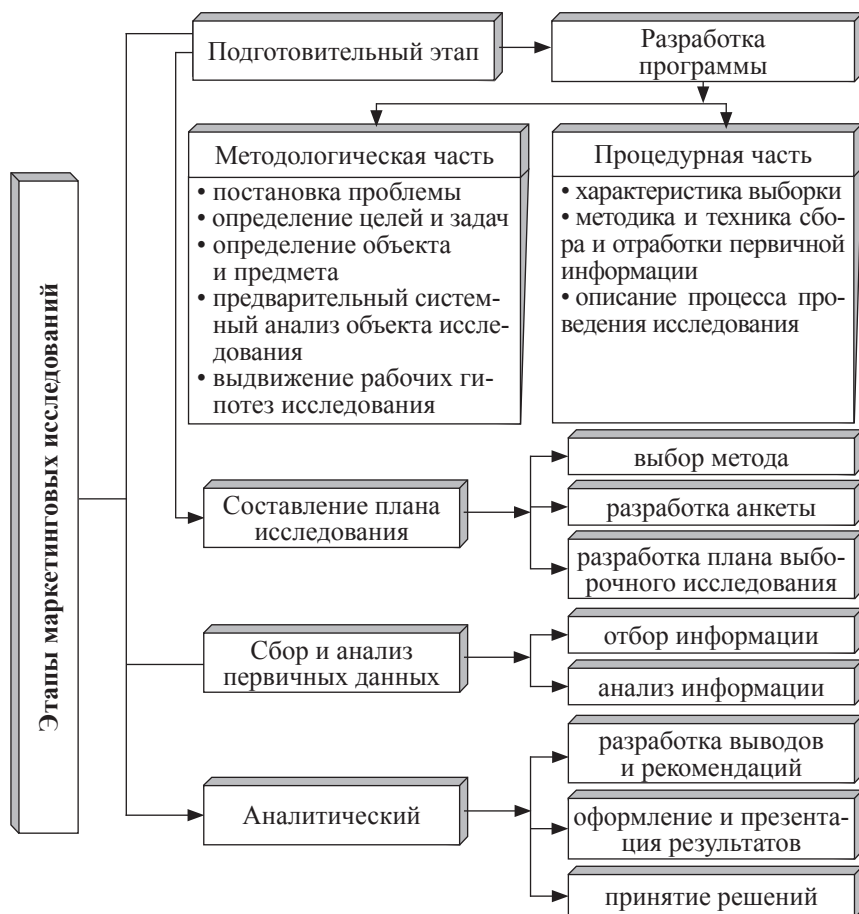 Этапы маркетинговых исследований
Подготовительный этап
Разработка
программы
Методологическая часть
• постановка проблемы
• определение целей и задач
• определение объекта
и предмета
• предварительный систем-
ный анализ объекта иссле-
дования
• выдвижение рабочих ги-
потез исследования
Процедурная часть
• характеристика выборки
• методика и техника сбо-
ра и отработки первичной
информации
• описание процесса про-
ведения исследования
Составление плана
исследования
выбор метода
разработка анкеты
разработка плана выбо-
рочного исследования
Сбор и анализ
первичных данных
отбор информации
анализ информации
Аналитический
разработка выводов
и рекомендаций
оформление и презента-
ция результатов
принятие решений